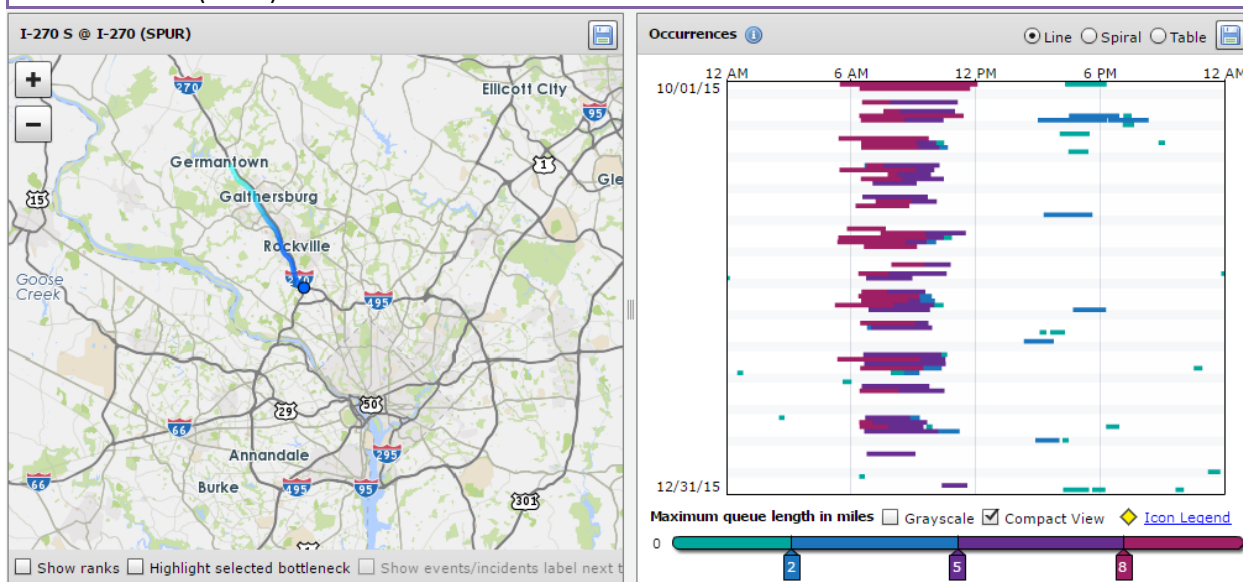 I-270 S @ I-270 (SPUR)
+
−
270
Ellicott City
95
Germantown
1
Gaithersburg
15
Rockville
270
Goose
Creek
495
50
29
66
295
Annandale
66
Burke
495
95
301
Show ranks Highlight selected bottleneck Show events/incidents label next t
Occurrences
Line Spiral Table
12 AM 6 AM 12 PM 6 PM 12 AM
10/01/15
12/31/15
Maximum queue length in miles Grayscale Compact View Icon Legend
0
2 5 8